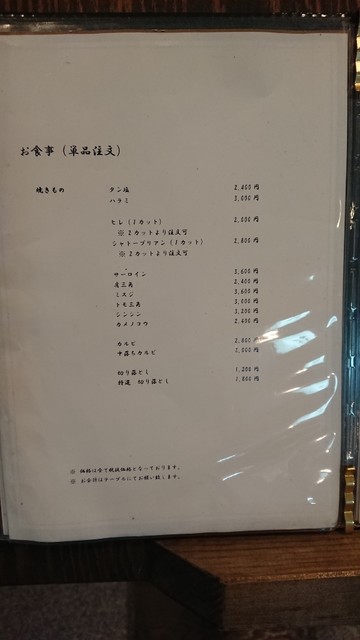 お食事（単品注文）
焼きもの タン塩 2,400円
ハラミ 3,000円
ヒレ（1カット） 2,000円
※2カットより注文可
シャトーブリアン（1カット） 2,800円
※2カットより注文可
サーロイン 3,600円
肩三角 2,400円
ミスジ 3,600円
トモ三角 3,000円
シンシン 3,200円
カメノコウ 2,400円
カルビ 2,800円
中落ちカルビ 2,000円
切り落とし 1,200円
特選 切り落とし 1,800円
※ 価格は全て税抜価格となっております。
※ お会計はテーブルにてお願い致します。